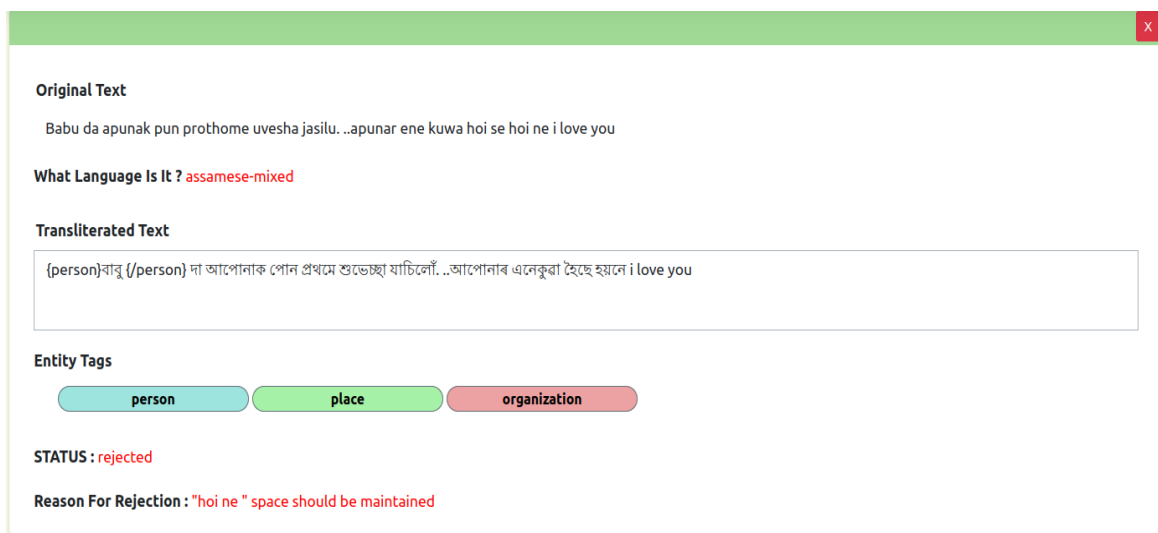 X
Original Text
Babu da apunak pun prothome uvesha jasilu. ..apunar ene kuwa hoi se hoi ne i love you
What Language Is It ? assamese-mixed
Transliterated Text
{person}বাবু {/person} দা আপোনাক পোন প্ৰথমে শুভেচ্ছা যাচিলোঁ. ..আপোনাৰ এনেকুৱা হৈছে হয়নে i love you
Entity Tags
person place organization
STATUS : rejected
Reason For Rejection : "hoi ne " space should be maintained